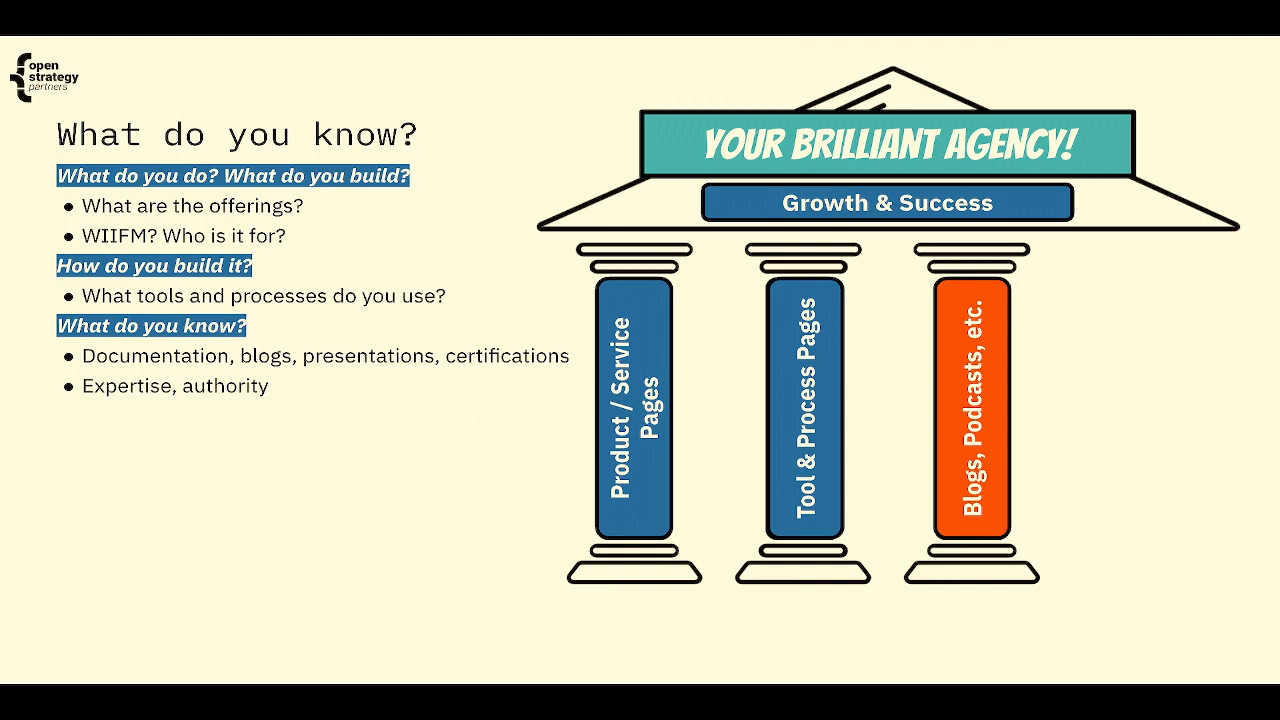 open
strategy
partners
What do you know?
What do you do? What do you build?
● What are the offerings?
● WIIFM? Who is it for?
How do you build it?
● What tools and processes do you use?
What do you know?
● Documentation, blogs, presentations, certifications
● Expertise, authority
YOUR BRILLIANT AGENCY!
Growth & Success
Product / Service
Pages
Tool & Process Pages
Blogs, Podcasts, etc.